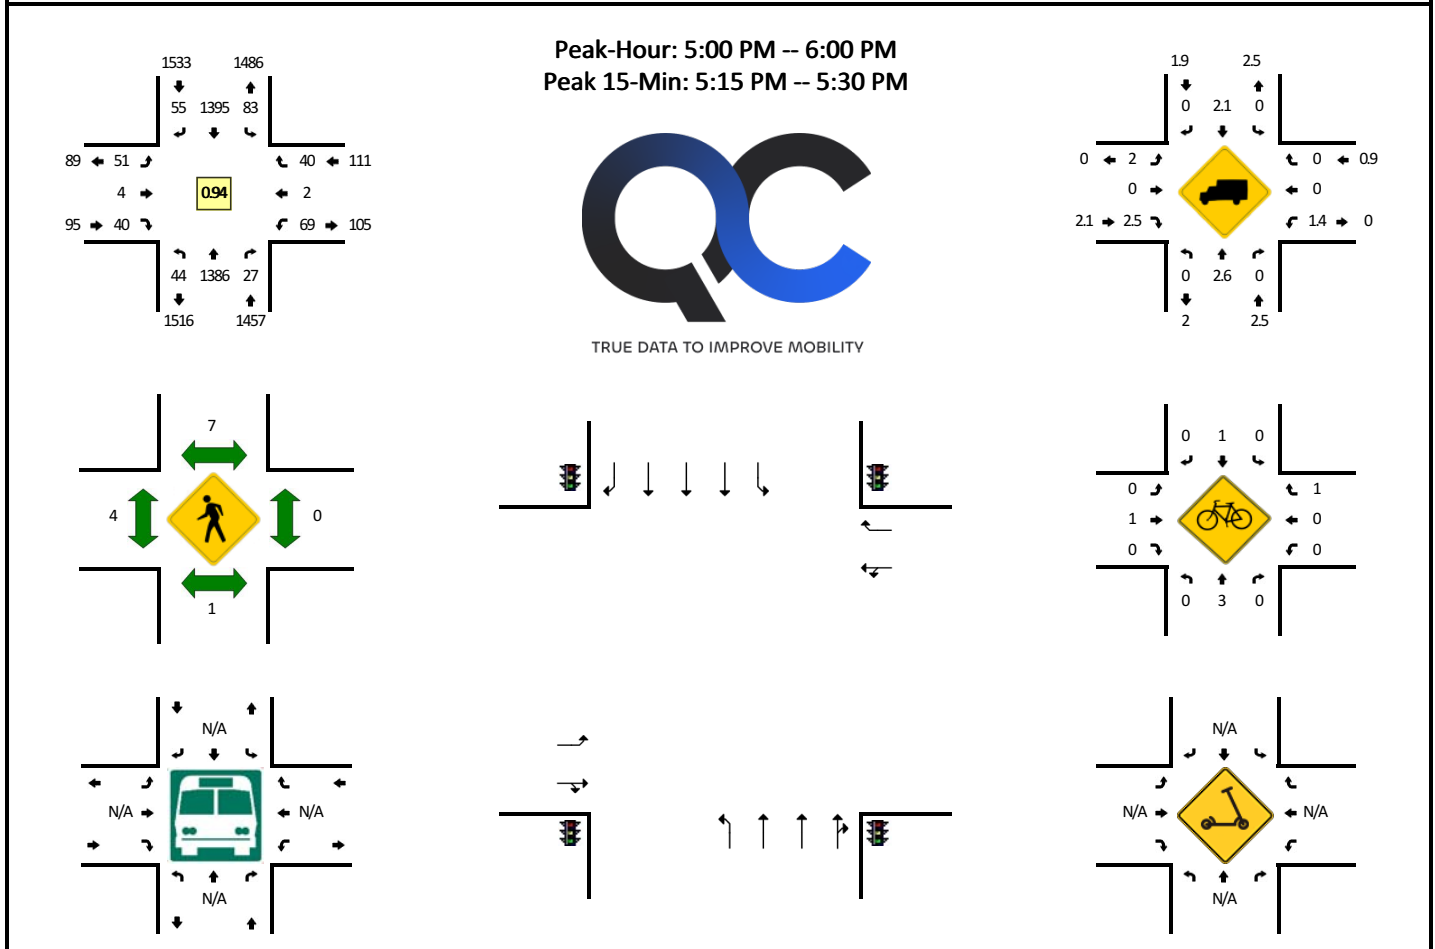 Peak-Hour: 5:00 PM -- 6:00 PM
Peak 15-Min: 5:15 PM -- 5:30 PM
1533 1486
55 1395 83
89 51 40 111
4 0.94 2
95 40 69 105
44 1386 27
1516 1457
QC
TRUE DATA TO IMPROVE MOBILITY
1.9 2.5
0 2.1 0
0 2 0 0.9
0 0
2.1 2.5 1.4 0
0 2.6 0
2 2.5
7
4 0
1
0 1 0
0 1
1 0
0 0
0 3 0
N/A
N/A N/A
N/A
N/A
N/A N/A
N/A